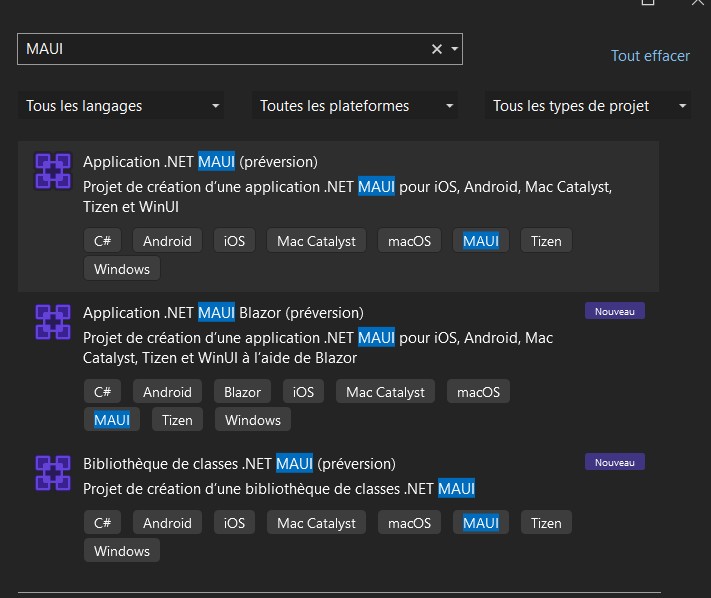 MAUI
Tout effacer
Tous les langages
Toutes les plateformes
Tous les types de projet
Application .NET MAUI (préversion)
Projet de création d’une application .NET MAUI pour iOS, Android, Mac Catalyst,
Tizen et WinUI
C# Android iOS Mac Catalyst macOS MAUI Tizen
Windows
Application .NET MAUI Blazor (préversion) Nouveau
Projet de création d’une application .NET MAUI pour iOS, Android, Mac
Catalyst, Tizen et WinUI à l’aide de Blazor
C# Android Blazor iOS Mac Catalyst macOS
MAUI Tizen Windows
Bibliothèque de classes .NET MAUI (préversion) Nouveau
Projet de création d’une bibliothèque de classes .NET MAUI
C# Android iOS Mac Catalyst macOS MAUI Tizen
Windows